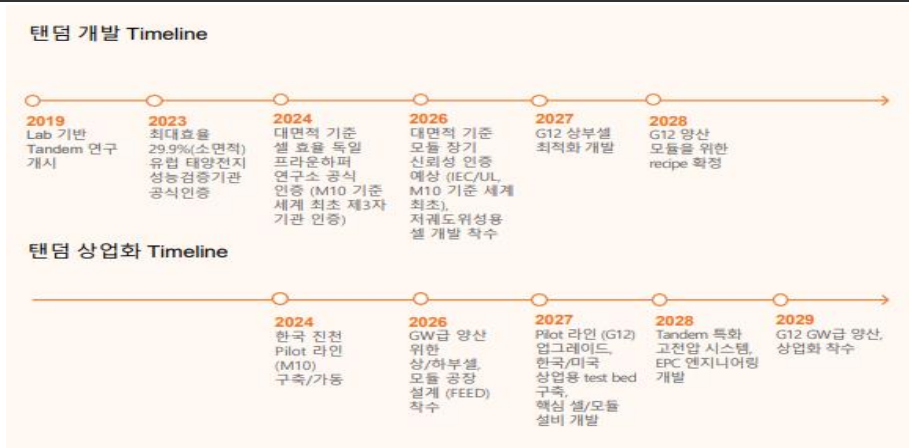 탠덤 개발 Timeline
2019
Lab 기반
Tandem 연구
개시
2023
최대효율
29.9%(소면적)
유럽 태양전지
성능검증기관
공식인증
2024
대면적 기준
셀 효율 독일
프라운하퍼
연구소 공식
인증 (M10 기준
세계 최초 제3자
기관 인증)
2026
대면적 기준
모듈 장기
신뢰성 인증
예상 (IEC/UL,
M10 기준 세계
최초),
저궤도위성용
셀 개발 착수
2027
G12 상부셀
최적화 개발
2028
G12 양산
모듈을 위한
recipe 확정
탠덤 상업화 Timeline
2024
한국 진천
Pilot 라인
(M10)
구축/가동
2026
GW급 양산
위한
상/하부셀,
모듈 공장
설계 (FEED)
착수
2027
Pilot 라인 (G12)
업그레이드,
한국/미국
상업용 test bed
구축,
핵심 셀/모듈
설비 개발
2028
Tandem 특화
고전압 시스템,
EPC 엔지니어링
개발
2029
G12 GW급 양산,
상업화 착수